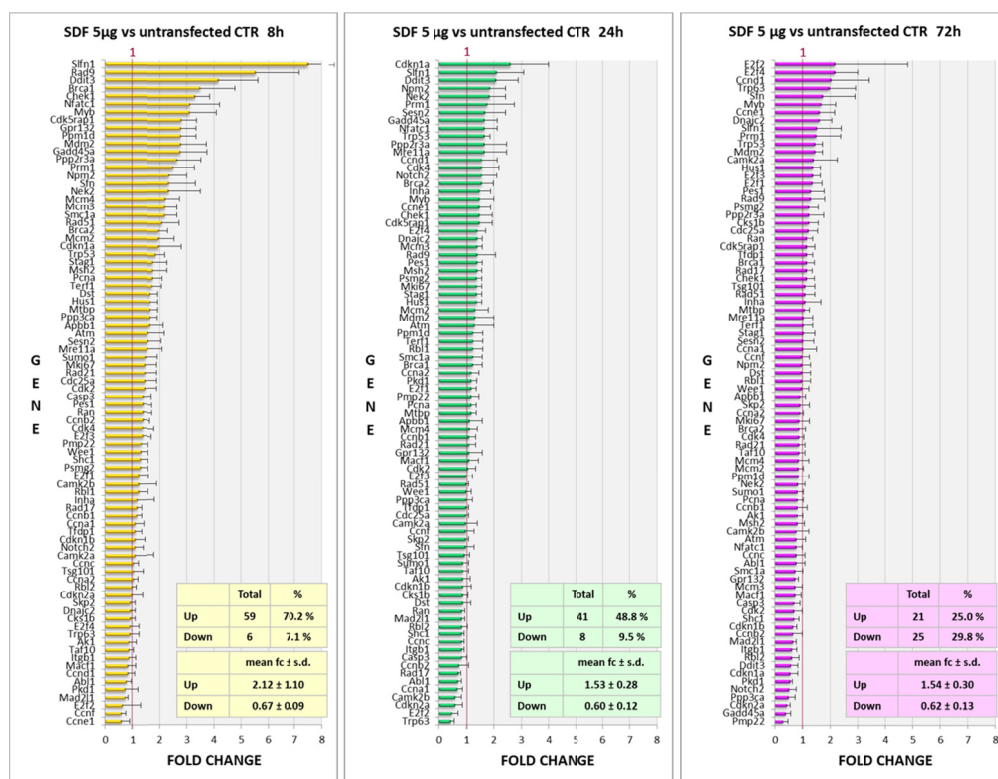 SDF 5µg vs untransfected CTR 8h
1
Slfn1
Rad9
Ddit3
Brca1
Chek1
Nfatc1
Myb
Cdk5rap1
Gpr132
Ppm1d
Mdm2
Gadd45a
Ppp2r3a
Prm1
Npm2
Sfn
Nek2
Mcm4
Mcm3
Smc1a
Rad51
Brca2
Mcm2
Cdkn1a
Trp53
Stag1
Msh2
Pcna
Terf1
Dst
Hus1
Mtbp
Ppp3ca
Apbb1
Atm
Sesn2
Mre11a
Sumo1
Mki67
Rad21
Cdc25a
Cdk2
Casp3
Pes1
Ran
Ccnb2
Cdk4
E2f3
Pmp22
Wee1
Shc1
Psmg2
E2f1
Camk2b
Rbl1
Inha
Rad17
Ccnb1
Ccna1
Tfdp1
Cdkn1b
Notch2
Camk2a
Ccnc
Tsg101
Ccna2
Rbl2
Cdkn2a
Skp2
Dnajc2
Cks1b
E2f4
Trp63
Ak1
Taf10
Itgb1
Macf1
Ccnd1
Abl1
Pkd1
Mad2l1
E2f2
Ccnf
Ccne1
G
E
N
E
Total %
Up 59 70.2 %
Down 6 7.1 %
mean fc ± s.d.
Up 2.12 ± 1.10
Down 0.67 ± 0.09
0 1 2 3 4 5 6 7 8
FOLD CHANGE
SDF 5 µg vs untransfected CTR 24h
1
Cdkn1a
Slfn1
Ddit3
Npm2
Nek2
Prm1
Sesn2
Gadd45a
Nfatc1
Trp53
Ppp2r3a
Mre11a
Ccnd1
Cdk4
Notch2
Brca2
Inha
Myb
Ccne1
Chek1
Cdk5rap1
E2f4
Dnajc2
Mcm3
Rad9
Pes1
Msh2
Psmg2
Mki67
Stag1
Hus1
Mcm2
Mdm2
Atm
Ppm1d
Terf1
Rbl1
Smc1a
Brca1
Ccna2
Pkd1
E2f1
Pmp22
Pcna
Mtbp
Apbb1
Mcm4
Ccnb1
Rad21
Gpr132
Macf1
Cdk2
E2f3
Rad51
Wee1
Ppp3ca
Tfdp1
Cdc25a
Camk2a
Ccnf
Skp2
Sfn
Tsg101
Sumo1
Taf10
Ak1
Cdkn1b
Cks1b
Dst
Ran
Mad2l1
Rbl2
Shc1
Ccnc
Itgb1
Casp3
Ccnb2
Rad17
Abl1
Ccna1
Camk2b
Cdkn2a
E2f2
Trp63
G
E
N
E
Total %
Up 41 48.8 %
Down 8 9.5 %
mean fc ± s.d.
Up 1.53 ± 0.28
Down 0.60 ± 0.12
0 1 2 3 4 5 6 7 8
FOLD CHANGE
SDF 5 µg vs untransfected CTR 72h
1
E2f2
E2f4
Ccnd1
Trp63
Sfn
Myb
Ccne1
Dnajc2
Slfn1
Prm1
Trp53
Mdm2
Camk2a
Hus1
E2f3
E2f1
Pes1
Rad9
Psmg2
Ppp2r3a
Cks1b
Cdc25a
Ran
Cdk5rap1
Tfdp1
Brca1
Rad17
Chek1
Tsg101
Rad51
Inha
Mtbp
Mre11a
Terf1
Stag1
Sesn2
Ccna1
Ccnf
Npm2
Dst
Rbl1
Wee1
Apbb1
Skp2
Ccna2
Mki67
Brca2
Cdk4
Rad21
Taf10
Mcm4
Mcm2
Ppm1d
Nek2
Sumo1
Pcna
Ccnb1
Ak1
Msh2
Camk2b
Atm
Nfatc1
Ccnc
Abl1
Smc1a
Gpr132
Mcm3
Macf1
Casp3
Cdk2
Shc1
Cdkn1b
Ccnb2
Mad2l1
Itgb1
Rbl2
Ddit3
Cdkn1a
Pkd1
Notch2
Ppp3ca
Cdkn2a
Gadd45a
Pmp22
G
E
N
E
Total %
Up 21 25.0 %
Down 25 29.8 %
mean fc ± s.d.
Up 1.54 ± 0.30
Down 0.62 ± 0.13
0 1 2 3 4 5 6 7 8
FOLD CHANGE